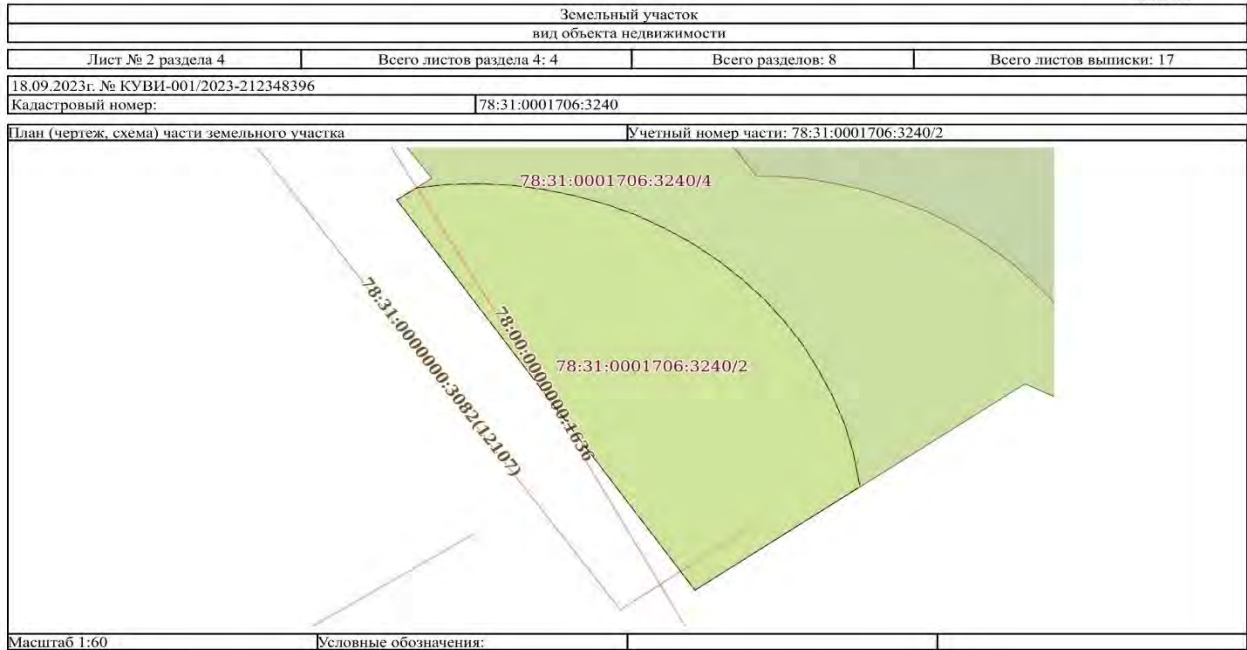 Земельный участок
вид объекта недвижимости
Лист № 2 раздела 4 Всего листов раздела 4: 4 Всего разделов: 8 Всего листов выписки: 17
18.09.2023г. № КУВИ-001/2023-212348396
Кадастровый номер: 78:31:0001706:3240
План (чертеж, схема) части земельного участка Учетный номер части: 78:31:0001706:3240/2
78:31:0001706:3240/4
78:31:0000000:3082(12107)
78:00:0000000:1636
78:31:0001706:3240/2
Масштаб 1:60 Условные обозначения: